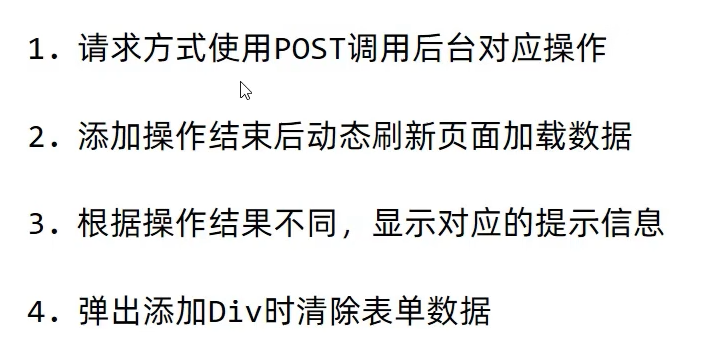 1. 请求方式使用POST调用后台对应操作
2. 添加操作结束后动态刷新页面加载数据
3. 根据操作结果不同，显示对应的提示信息
4. 弹出添加Div时清除表单数据